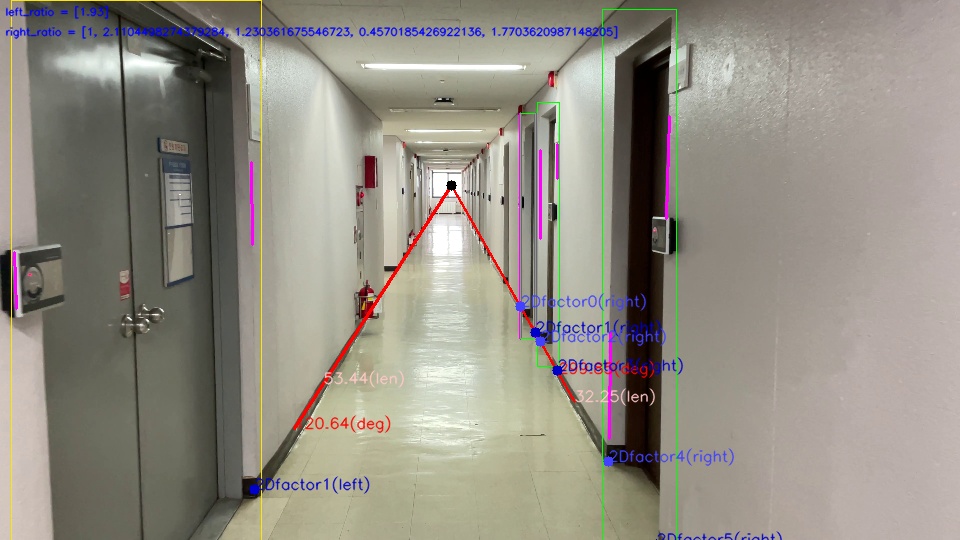 left_ratio = [1.93]
right_ratio = [1, 2.1104498274379284, 1.230361675546723, 0.4570185426922136, 1.7703620987148205]
2Dfactor0(right)
2Dfactor1(right)
2Dfactor2(right)
53.44(len)
32.25(len)
20.64(deg)
2Dfactor4(right)
2Dfactor1(left)
2Dfactor5(right)